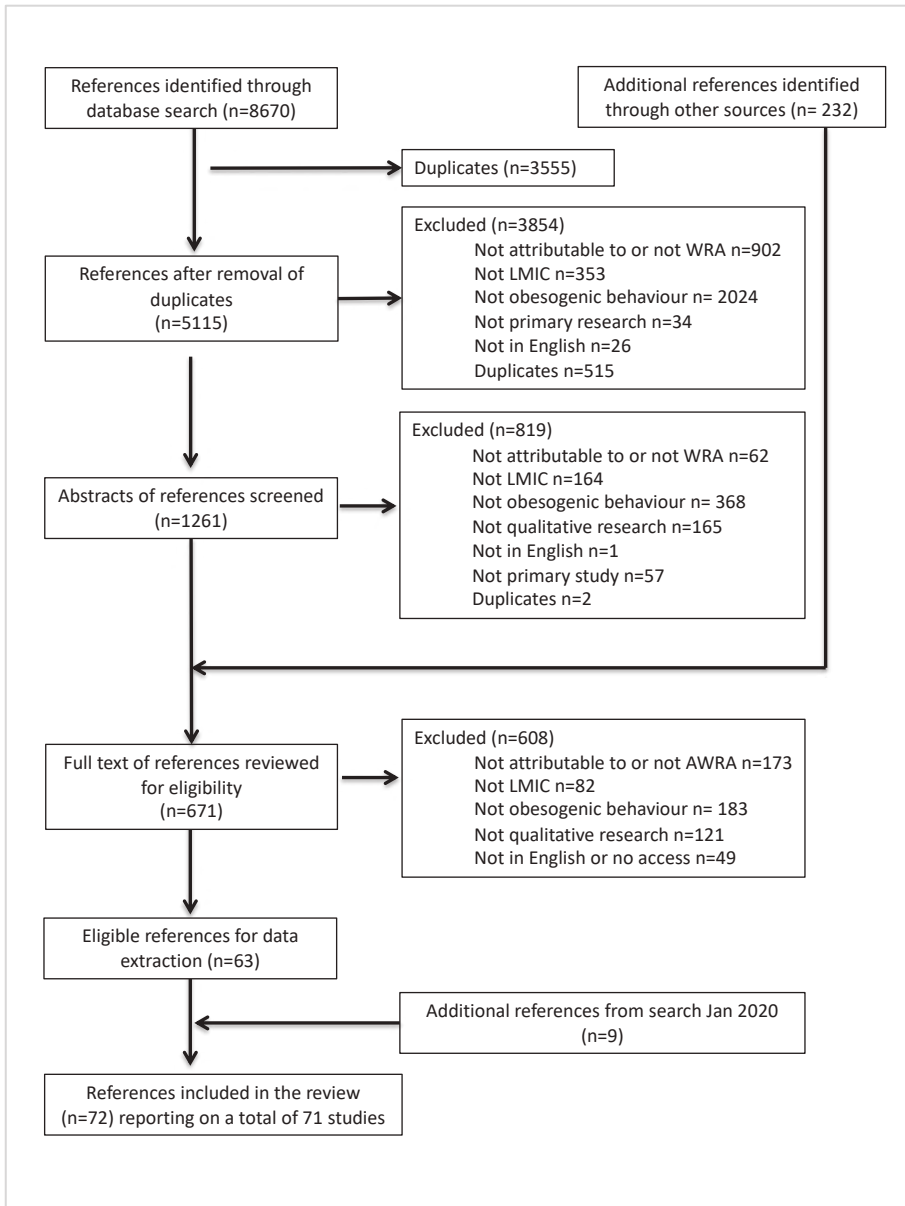 References identified through
database search (n=8670)
Additional references identified
through other sources (n= 232)
Duplicates (n=3555)
References after removal of
duplicates
(n=5115)
Excluded (n=3854)
Not attributable to or not WRA n=902
Not LMIC n=353
Not obesogenic behaviour n= 2024
Not primary research n=34
Not in English n=26
Duplicates n=515
Abstracts of references screened
(n=1261)
Excluded (n=819)
Not attributable to or not WRA n=62
Not LMIC n=164
Not obesogenic behaviour n= 368
Not qualitative research n=165
Not in English n=1
Not primary study n=57
Duplicates n=2
Full text of references reviewed
for eligibility
(n=671)
Excluded (n=608)
Not attributable to or not AWRA n=173
Not LMIC n=82
Not obesogenic behaviour n= 183
Not qualitative research n=121
Not in English or no access n=49
Eligible references for data
extraction (n=63)
Additional references from search Jan 2020
(n=9)
References included in the review
(n=72) reporting on a total of 71 studies